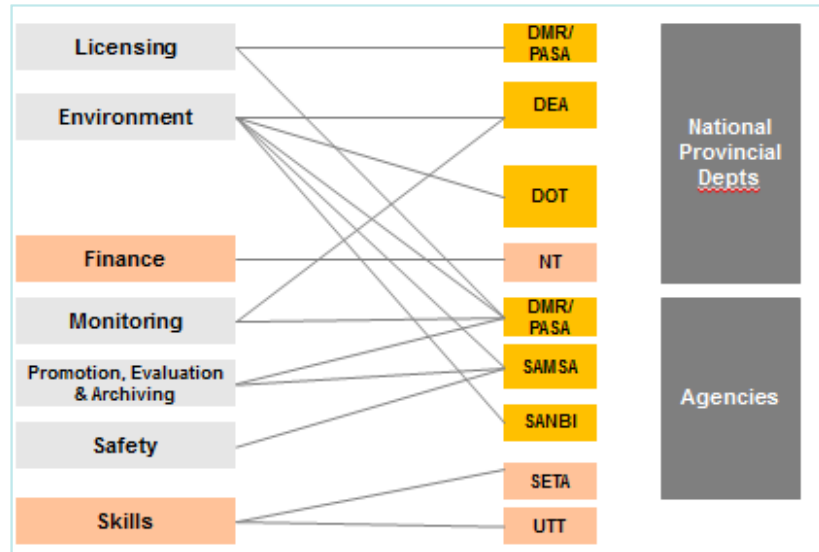 Licensing
Environment
Finance
Monitoring
Promotion, Evaluation
& Archiving
Safety
Skills
DMR/
PASA
DEA
DOT
NT
DMR/
PASA
SAMSA
SANBI
SETA
UTT
National
Provincial
Depts
Agencies